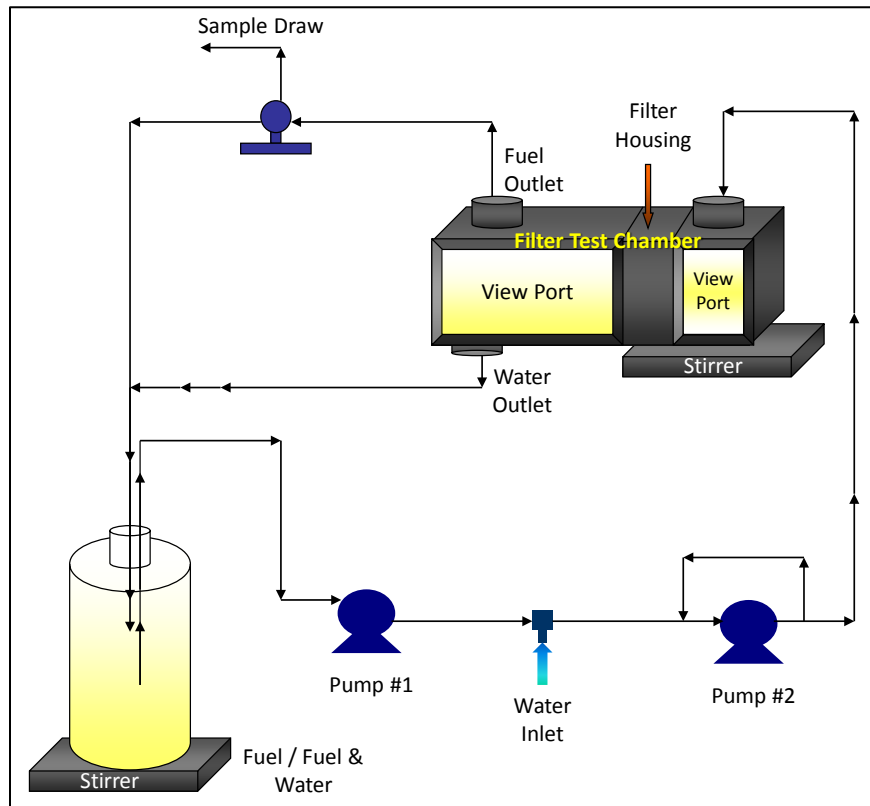 Sample Draw
Filter
Housing
Fuel
Outlet
Filter Test Chamber
View Port
View
Port
Stirrer
Water
Outlet
Pump #1
Water
Inlet
Pump #2
Fuel / Fuel &
Water
Stirrer